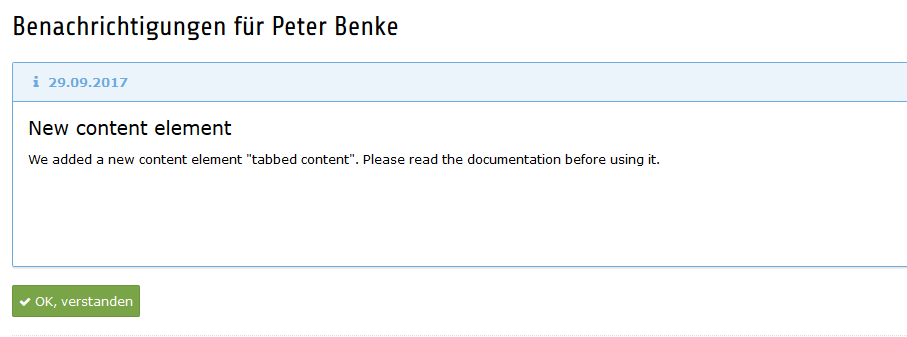 Benachrichtigungen für Peter Benke
29.09.2017
New content element
We added a new content element "tabbed content". Please read the documentation before using it.
OK, verstanden